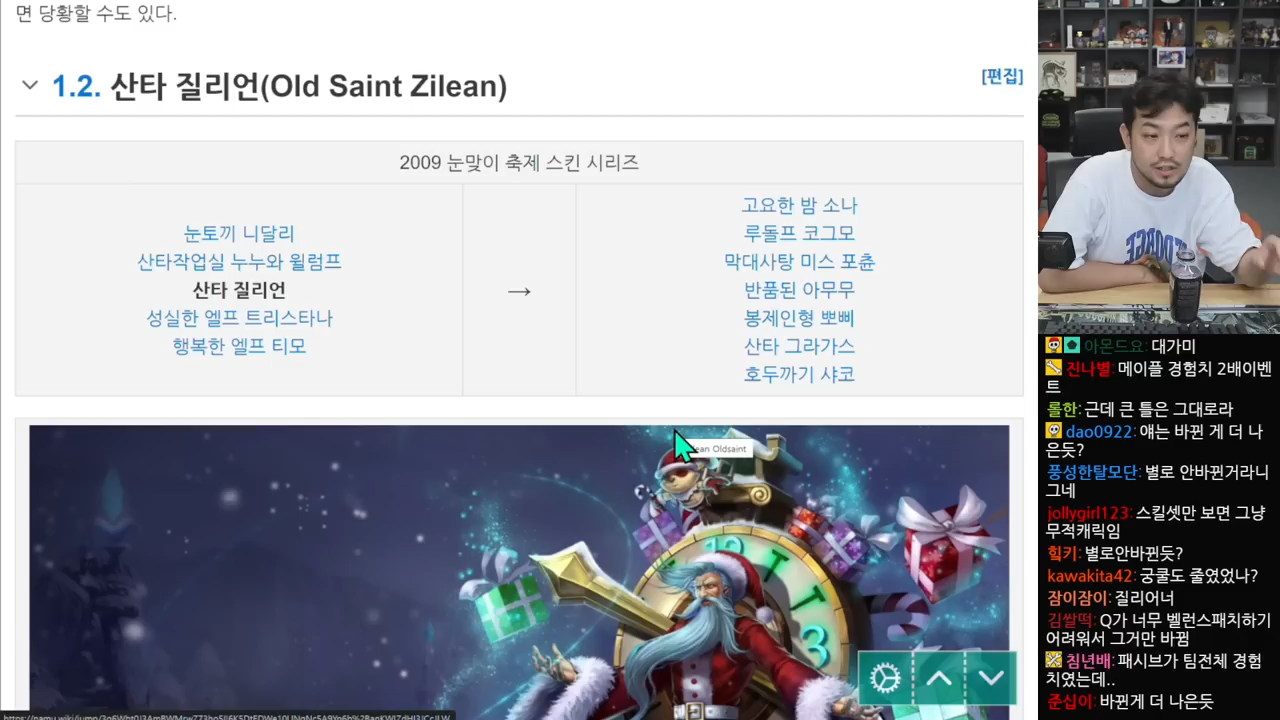 면 당황할 수도 있다.
1.2. 산타 질리언(Old Saint Zilean)
[편집]
2009 눈맞이 축제 스킨 시리즈
눈토끼 니달리
산타작업실 누누와 윌럼프
산타 질리언
성실한 엘프 트리스타나
행복한 엘프 티모
→
고요한 밤 소나
루돌프 코그모
막대사탕 미스 포츈
반품된 아무무
봉제인형 뽀삐
산타 그라가스
호두까기 샤코
ean Oldsaint
아몬드요: 대가미
진나별: 메이플 경험치 2배이벤
트
롤한: 근데 큰 틀은 그대로라
dao0922: 얘는 바뀐 게 더 나
은듯?
풍성한탈모단: 별로 안바뀐거라니
그네
jollygirl123: 스킬셋만 보면 그냥
무적캐릭임
힠키: 별로안바뀐듯?
kawakita42: 궁쿨도 줄였었나?
잠이잠이: 질리어너
김쌀떡: Q가 너무 벨런스패치하기
어려워서 그거만 바뀜
침년배: 패시브가 팀전체 경험
치였는데..
준십이: 바뀐게 더 나은듯